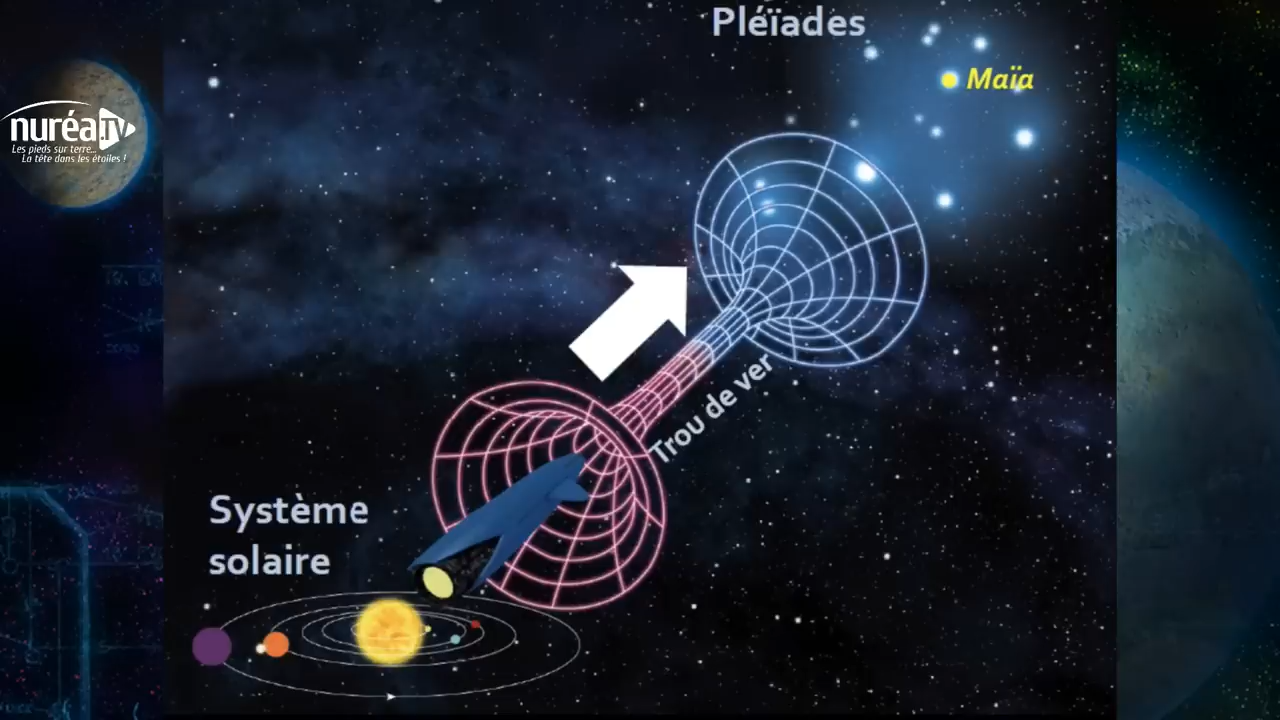 Pléïades
Maïa
nuréa.TV
Les pieds sur terre...
La tête dans les étoiles !
Trou de ver
Système
solaire